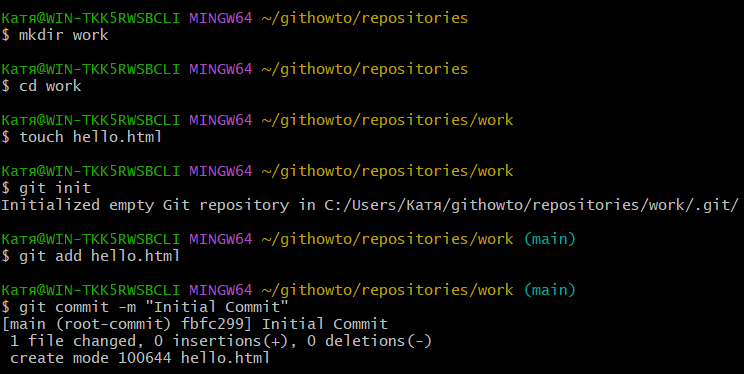 Катя@WIN-TKK5RWSBCLI MINGW64 ~/githowto/repositories
$ mkdir work
Катя@WIN-TKK5RWSBCLI MINGW64 ~/githowto/repositories
$ cd work
Катя@WIN-TKK5RWSBCLI MINGW64 ~/githowto/repositories/work
$ touch hello.html
Катя@WIN-TKK5RWSBCLI MINGW64 ~/githowto/repositories/work
$ git init
Initialized empty Git repository in C:/Users/Катя/githowto/repositories/work/.git/
Катя@WIN-TKK5RWSBCLI MINGW64 ~/githowto/repositories/work (main)
$ git add hello.html
Катя@WIN-TKK5RWSBCLI MINGW64 ~/githowto/repositories/work (main)
$ git commit -m "Initial Commit"
[main (root-commit) fbfc299] Initial Commit
 1 file changed, 0 insertions(+), 0 deletions(-)
 create mode 100644 hello.html